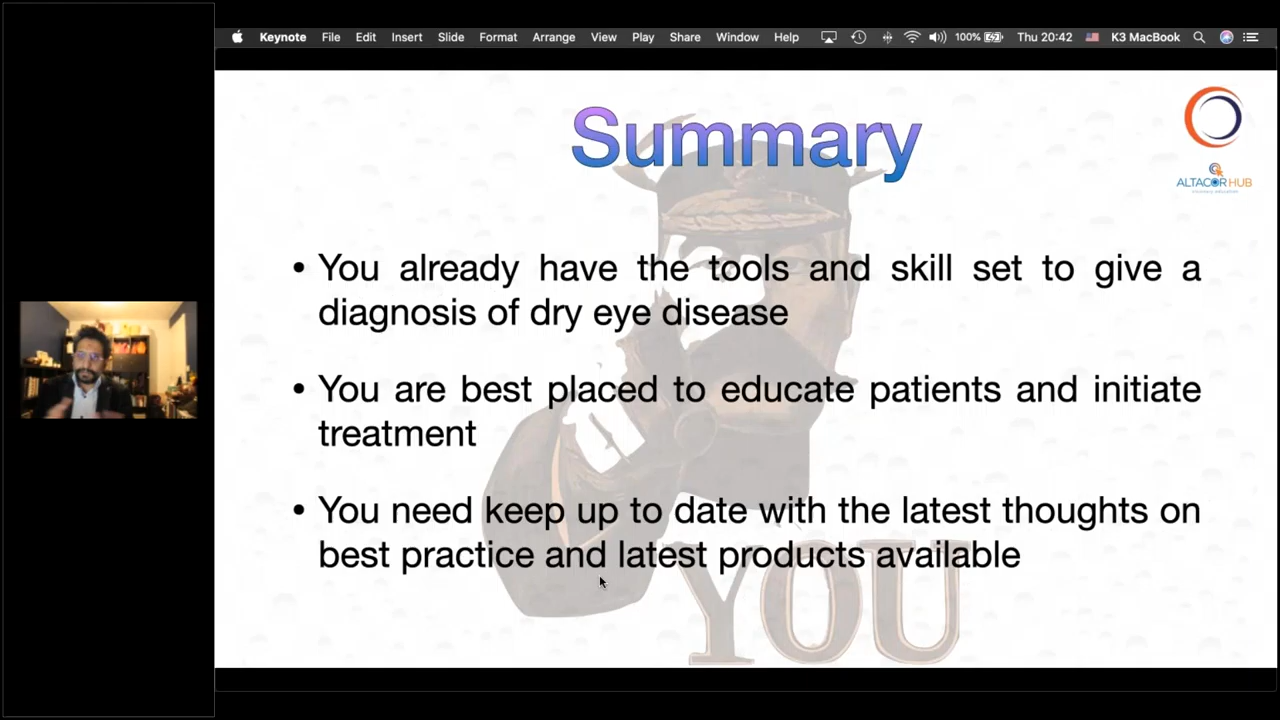 Keynote File Edit Insert Slide Format Arrange View Play Share Window Help 100% Thu 20:42 K3 MacBook
Summary
ALTACOR HUB
• You already have the tools and skill set to give a
diagnosis of dry eye disease
• You are best placed to educate patients and initiate
treatment
• You need keep up to date with the latest thoughts on
best practice and latest products available
YOU